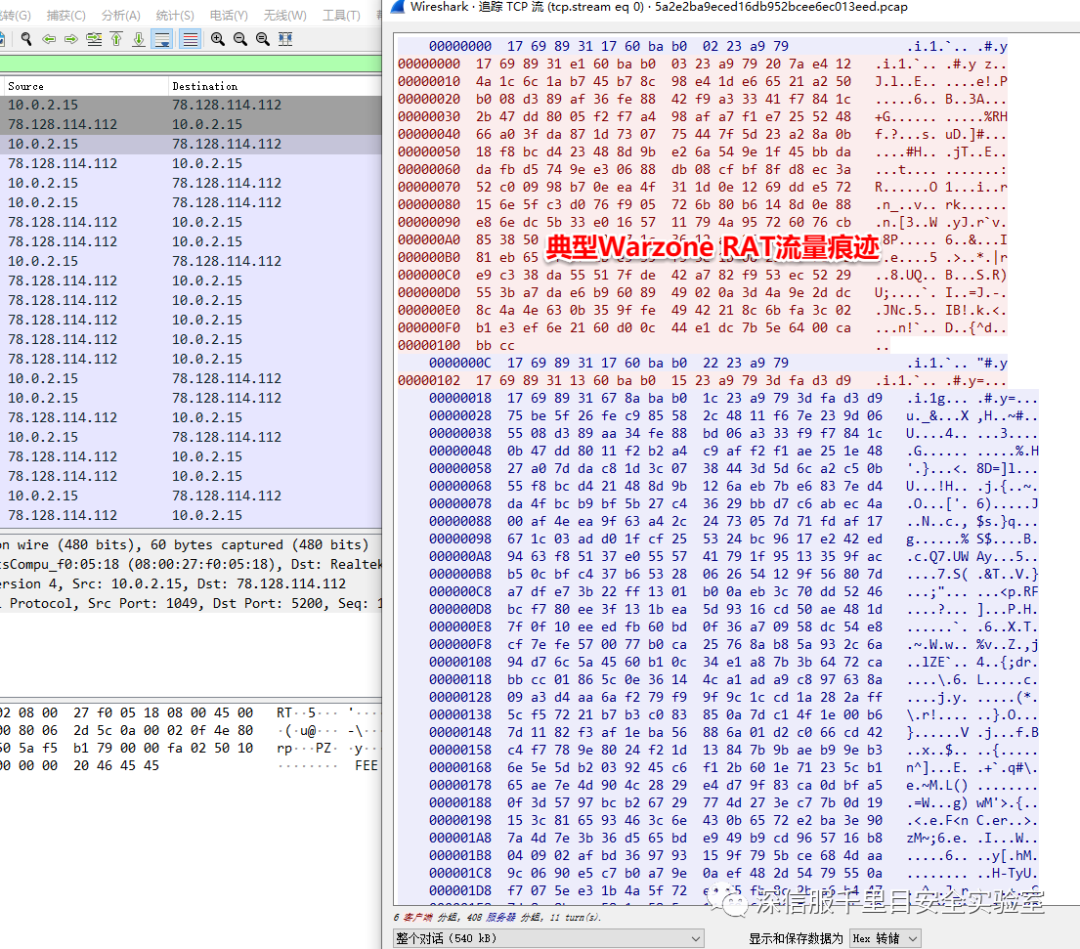 转(G) 捕获(C) 分析(A) 统计(S) 电话(Y) 无线(W) 工具(T)
Source Destination
10.0.2.15 78.128.114.112
78.128.114.112 10.0.2.15
10.0.2.15 78.128.114.112
78.128.114.112 10.0.2.15
10.0.2.15 78.128.114.112
10.0.2.15 78.128.114.112
78.128.114.112 10.0.2.15
78.128.114.112 10.0.2.15
10.0.2.15 78.128.114.112
78.128.114.112 10.0.2.15
78.128.114.112 10.0.2.15
78.128.114.112 10.0.2.15
78.128.114.112 10.0.2.15
78.128.114.112 10.0.2.15
10.0.2.15 78.128.114.112
10.0.2.15 78.128.114.112
78.128.114.112 10.0.2.15
10.0.2.15 78.128.114.112
78.128.114.112 10.0.2.15
78.128.114.112 10.0.2.15
10.0.2.15 78.128.114.112
78.128.114.112 10.0.2.15
on wire (480 bits), 60 bytes captured (480 bits)
sCompu_f0:05:18 (08:00:27:f0:05:18), Dst: Realtek
ersion 4, Src: 10.0.2.15, Dst: 78.128.114.112
Protocol, Src Port: 1049, Dst Port: 5200, Seq: 1
02 08 00 27 f0 05 18 08 00 45 00 RT··5··· '····
00 80 06 2d 5c 0a 00 02 0f 4e 80 ·(·u@··· -\····
50 5a f5 b1 79 00 00 fa 02 50 10 rp···PZ· ·y····
00 00 00 20 46 45 45 ········ FEE
Wireshark · 追踪 TCP 流 (tcp.stream eq 0) · 5a2e2ba9eced16db952bcee6ec013eed.pcap
00000000 17 69 89 31 17 60 ba b0 02 23 a9 79 .i.1.`.. .#.y
00000000 17 69 89 31 e1 60 ba b0 03 23 a9 79 20 7a e4 12 .i.1.`.. .#.y z..
00000010 4a 1c 6c 1a b7 45 b7 8c 98 e4 1d e6 65 21 a2 50 J.l..E.. ....e!.P
00000020 b0 08 d3 89 af 36 fe 88 42 f9 a3 33 41 f7 84 1c .....6.. B..3A...
00000030 2b 47 dd 80 05 f2 f7 a4 98 af a7 f1 e7 25 52 48 +G...... .....%RH
00000040 66 a0 3f da 87 1d 73 07 75 44 7f 5d 23 a2 8a 0b f.?...s. uD.]#...
00000050 18 f8 bc d4 23 48 8d 9b e2 6a 54 9e 1f 45 bb da ....#H.. .jT..E..
00000060 da fb d5 74 9e e3 06 88 db 08 cf bf 8f d8 ec 3a ...t.... .......:
00000070 52 c0 09 98 b7 0e ea 4f 31 1d 0e 12 69 dd e5 72 R......O 1...i..r
00000080 15 6e 5f c3 d0 76 f9 05 72 6b 80 b6 14 8d 0e 88 .n_..v.. rk......
00000090 e8 6e dc 5b 33 e0 16 57 11 79 4a 95 72 60 76 cb .n.[3..W .yJ.r`v.
000000A0 85 38 50
典型Warzone RAT流量痕迹
000000B0 81 eb 65
000000C0 e9 c3 38 da 55 51 7f de 42 a7 82 f9 53 ec 52 29 ..8.UQ.. B...S.R)
000000D0 55 3b a7 da e6 b9 60 89 49 02 0a 3d 4a 9e 2d dc U;....`. I..=J.-.
000000E0 8c 4a 4e 63 0b 35 9f fe 49 42 21 8c 6b fa 3c 02 .JNc.5.. IB!.k.<.
000000F0 b1 e3 ef 6e 21 60 d0 0c 44 e1 dc 7b 5e 64 00 ca ...n!`.. D..{^d..
00000100 bb cc ..
0000000C 17 69 89 31 17 60 ba b0 22 23 a9 79 .i.1.`.. "#.y
00000102 17 69 89 31 13 60 ba b0 15 23 a9 79 3d fa d3 d9 .i.1.`.. .#.y=...
00000018 17 69 89 31 67 8a ba b0 1c 23 a9 79 3d fa d3 d9 .i.1g... .#.y=...
00000028 75 be 5f 26 fe c9 85 58 2c 48 11 f6 7e 23 9d 06 u._&...X ,H..~#..
00000038 55 08 d3 89 aa 34 fe 88 bd 06 a3 33 f9 f7 84 1c U....4.. ...3....
00000048 0b 47 dd 80 11 f2 b2 a4 c9 af f2 f1 ae 25 1e 48 .G...... .....%.H
00000058 27 a0 7d da c8 1d 3c 07 38 44 3d 5d 6c a2 c5 0b '.}...<. 8D=]l...
00000068 55 f8 bc d4 21 48 8d 9b 12 6a eb 7b e6 83 7e d4 U...!H.. .j.{..~.
00000078 da 4f bc b9 bf 5b 27 c4 36 29 bb d7 c6 ab ec 4a .O...['. 6).....J
00000088 00 af 4e ea 9f 63 a4 2c 24 73 05 7d 71 fd af 17 ..N..c., $s.}q...
00000098 67 1c 03 ad d0 1f cf 25 53 24 bc 96 17 e2 42 ed g......% S$....B.
000000A8 94 63 f8 51 37 e0 55 57 41 79 1f 95 13 35 9f ac .c.Q7.UW Ay...5..
000000B8 b5 0c bf c4 37 b6 53 28 06 26 54 12 9f 56 80 7d ....7.S( .&T..V.}
000000C8 a7 df e7 3b 22 ff 13 01 b0 0a eb 3c 70 dd 52 46 ...;".... ...<p.RF
000000D8 bc f7 80 ee 3f 13 1b ea 5d 93 16 cd 50 ae 48 1d ....?... ]...P.H.
000000E8 7f 0f 10 ee ed fb 60 bd 0f 36 a7 09 58 dc 54 e8 ......`. .6..X.T.
000000F8 cf 7e fe 57 00 77 b0 ca 25 76 8a b8 5a 93 2c 6a .~.W.w.. %v..Z.,j
00000108 94 d6 6c 5a 45 60 b1 0c 34 e1 a8 7b 3b 64 72 ca ..lZE`.. 4..{;dr.
00000118 bb cc 01 86 5c 0e 36 14 4c a1 ad a9 c8 97 63 8a ....\.6. L.....c.
00000128 09 a3 d4 aa 6a f2 79 f9 9f 9c 1c cd 1a 28 2a ff ....j.y. .....(*.
00000138 5c f5 72 21 b7 b3 c0 83 85 0a 7d c1 4f 1e 00 b6 \.r!.... ..}.O...
00000148 7d 11 82 f3 af 1e ba 56 88 6a 01 d2 c0 66 cd 42 }......V .j...f.B
00000158 c4 f7 78 9e 80 24 f2 1d 13 84 7b 9b ae b9 9e b3 ..x..$.. ..{.....
00000168 6e 5e 5d b2 03 92 45 c6 f1 2b 60 1e 71 23 5c b1 n^]...E. .+`.q#\.
00000178 65 ae 7e 4d 90 4c 28 29 e4 d7 9f 83 ca 0d bf a5 e.~M.L() ........
00000188 0f 3d 57 97 bc b2 67 29 77 4d 27 3e c7 7b 0d 19 .=W...g) wM'>.{..
00000198 15 3c 81 65 93 46 3c 6e 43 0b 65 72 e2 ba 3e 90 .<.e.F<n C.er..>.
000001A8 7a 4d 7e 3b 36 d5 65 bd e9 49 b9 cd 96 57 16 b8 zM~;6.e. .I...W..
000001B8 04 09 02 af bd 36 97 93 15 9f 79 5b ce 68 4d aa .....6.. ..y[.hM.
000001C8 9c 06 90 e5 c7 b0 a7 9e 0a ef 48 2d 54 79 55 0a ........ ..H-TyU.
000001D8 f7 07 5e e3 1b 4a 5f 72
深信服千里目安全实验室
6 客户端 分组, 408 服务器 分组, 11 turn(s).
整个对话 (540 kB) 显示和保存数据为 Hex 转储